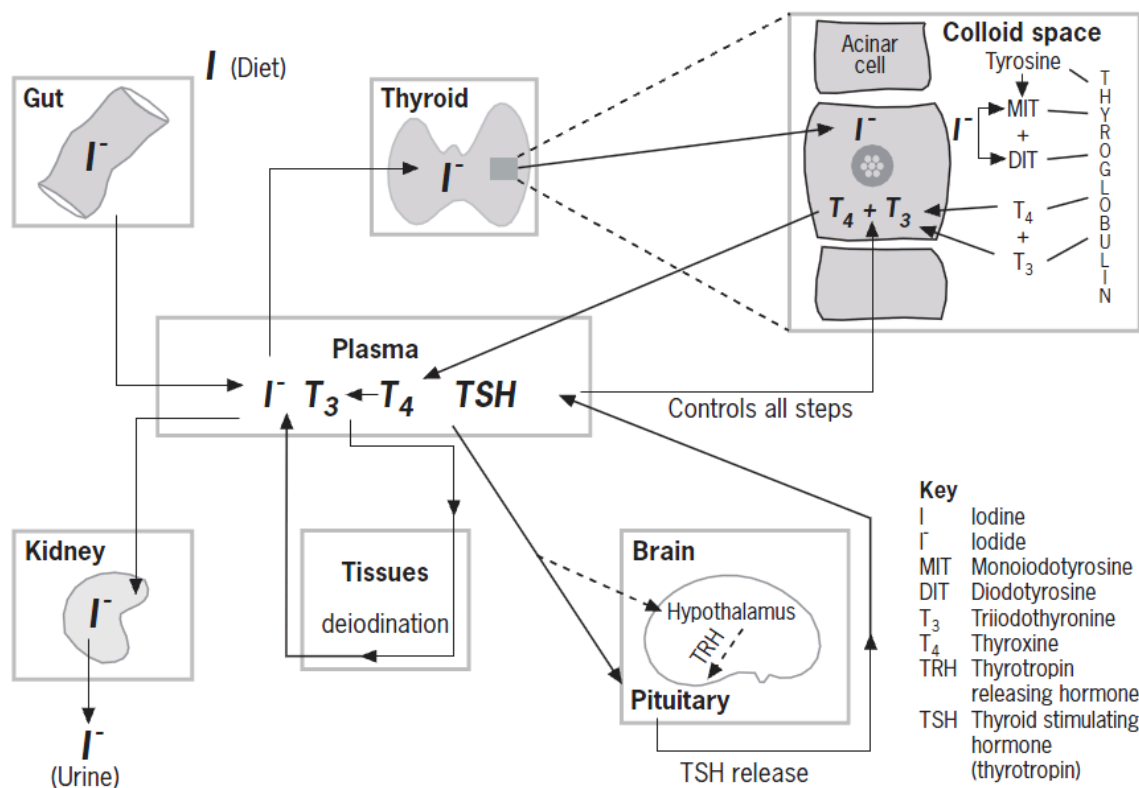 I (Diet)
Gut
I⁻
Thyroid
I⁻
Colloid space
Acinar
cell
Tyrosine
I⁻
I⁻
MIT
+
DIT
T₄ + T₃
T₄
+
T₃
THYROGLOBULIN
Plasma
I⁻ T₃ T₄ TSH
Controls all steps
Kidney
I⁻
I⁻
(Urine)
Tissues
deiodination
Brain
Hypothalamus
TRH
Pituitary
TSH release
Key
I Iodine
I⁻ Iodide
MIT Monoiodotyrosine
DIT Diodotyrosine
T₃ Triiodothyronine
T₄ Thyroxine
TRH Thyrotropin
releasing hormone
TSH Thyroid stimulating
hormone
(thyrotropin)